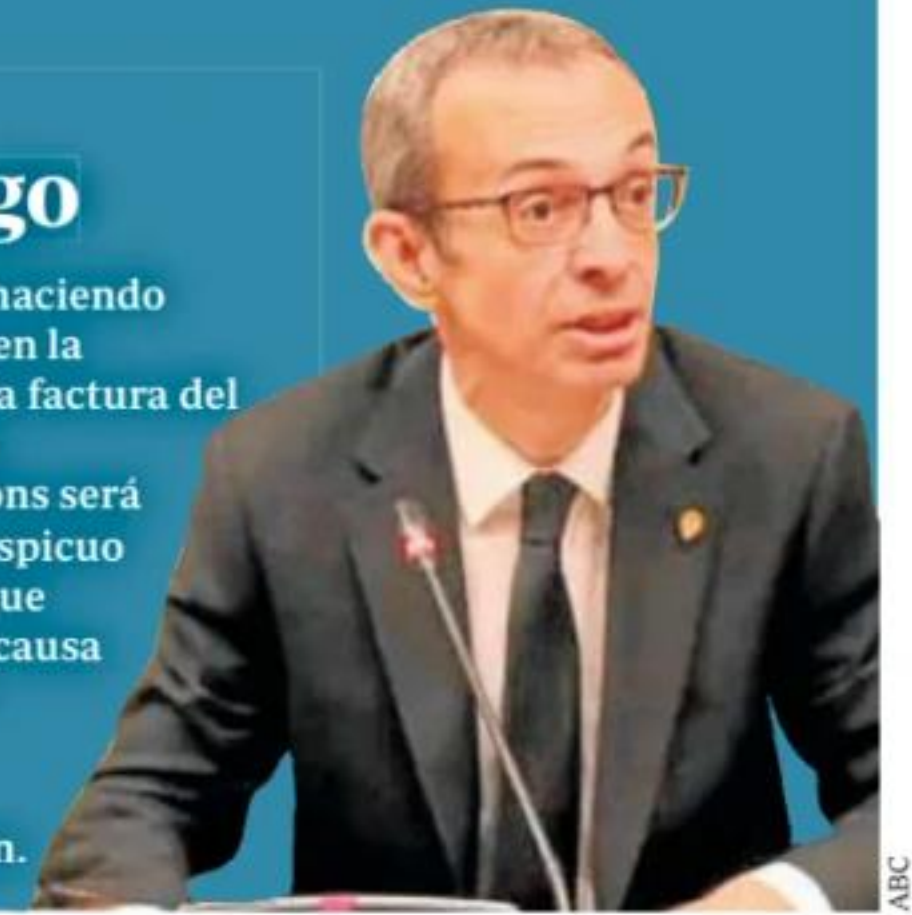 go
haciendo
en la
a factura del
ons será
spicuo
ue
causa
n.
ABC